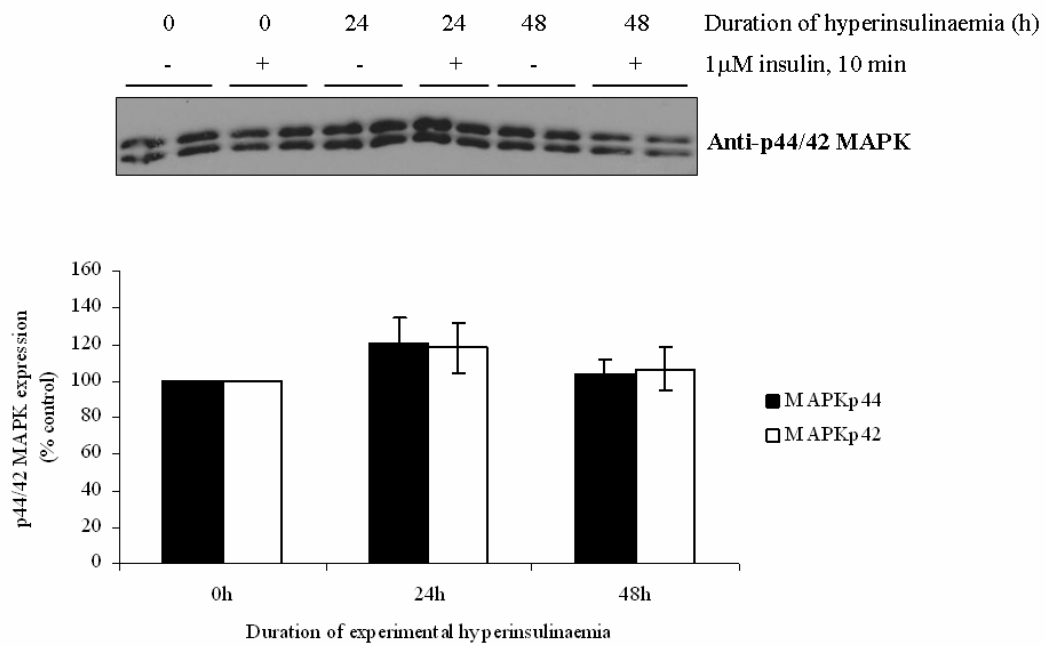 0 0 24 24 48 48 Duration of hyperinsulinaemia (h)
- + - + - + 1µM insulin, 10 min
Anti-p44/42 MAPK
160
140
120
100
80
60
40
20
0
p44/42 MAPK expression
(% control)
MAPKp44
MAPKp42
0h 24h 48h
Duration of experimental hyperinsulinaemia